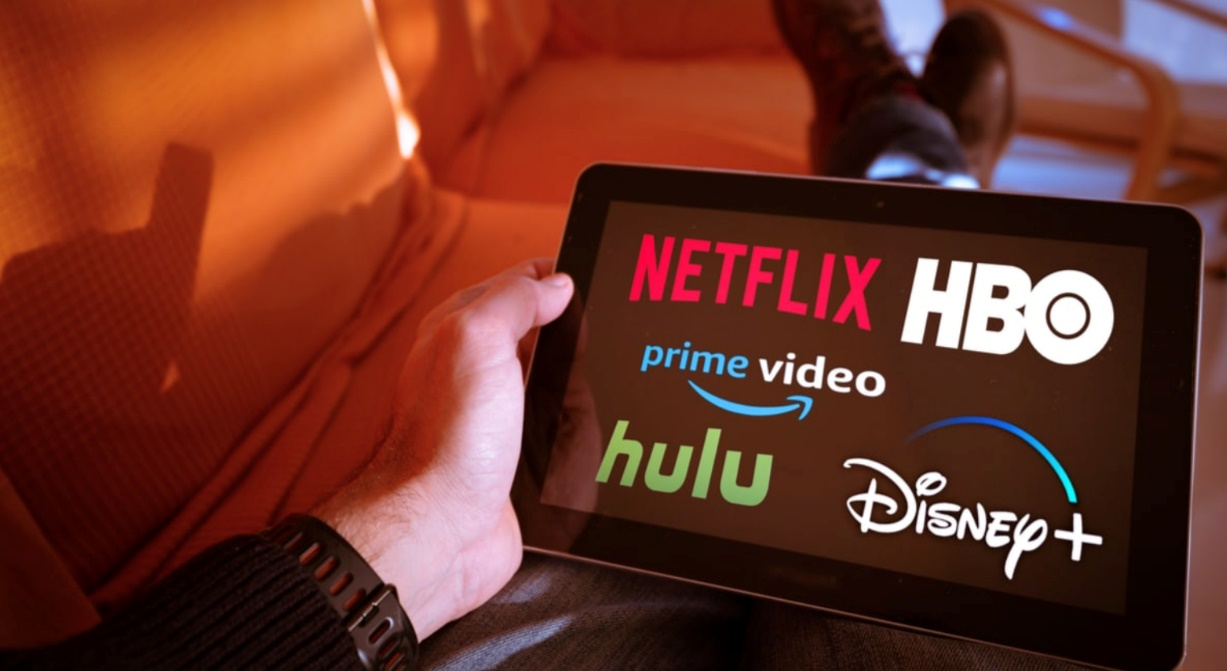 NETFLIX
HBO
prime video
hulu
Disney+